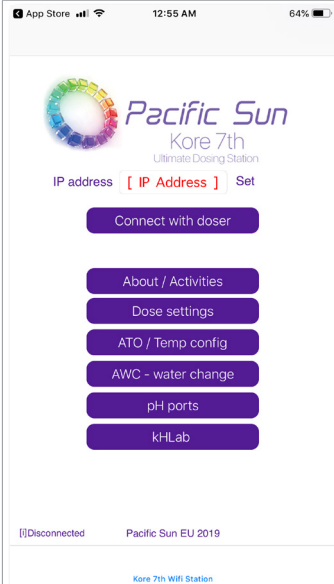 App Store 12:55 AM 64%
Pacific Sun
Kore 7th
Ultimate Dosing Station
IP address [ IP Address ] Set
Connect with doser
About / Activities
Dose settings
ATO / Temp config
AWC - water change
pH ports
kHLab
[i]Disconnected Pacific Sun EU 2019
Kore 7th Wifi Station